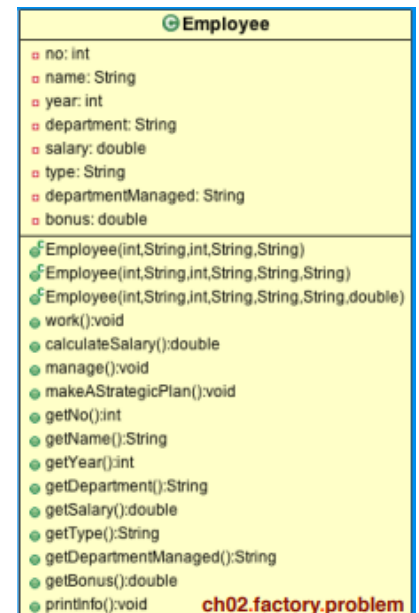 Employee
no: int
name: String
year: int
department: String
salary: double
type: String
departmentManaged: String
bonus: double
Employee(int,String,int,String,String)
Employee(int,String,int,String,String,String)
Employee(int,String,int,String,String,String,double)
work():void
calculateSalary():double
manage():void
makeAStrategicPlan():void
getNo():int
getName():String
getYear():int
getDepartment():String
getSalary():double
getType():String
getDepartmentManaged():String
getBonus():double
printInfo():void ch02.factory.problem